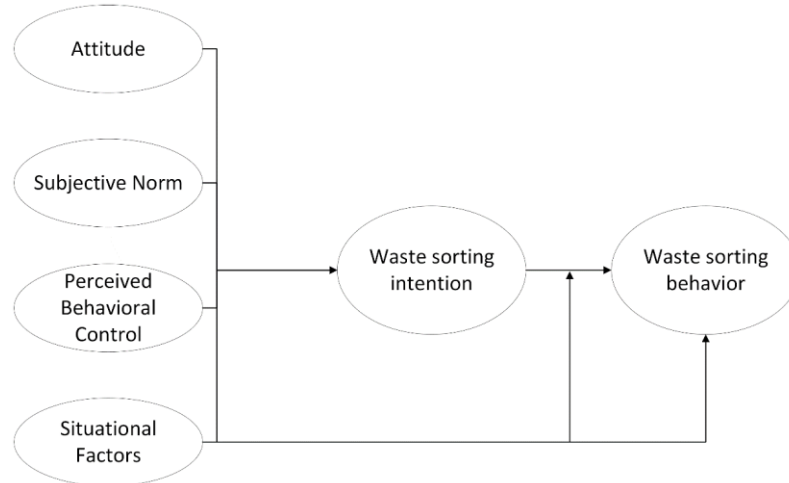 Attitude
Subjective Norm
Perceived
Behavioral
Control
Situational
Factors
Waste sorting
intention
Waste sorting
behavior